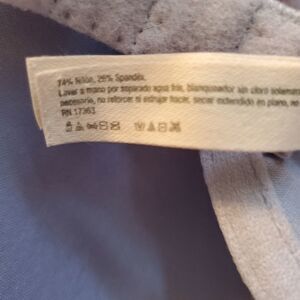 74% Nilón, 26% Spandex.
Lavar a mano por separado agua fría, blanqueador sin cloro solamente
necesario, no retorcer ni estrujar hacer, secar extendido en plano,
RN 17363